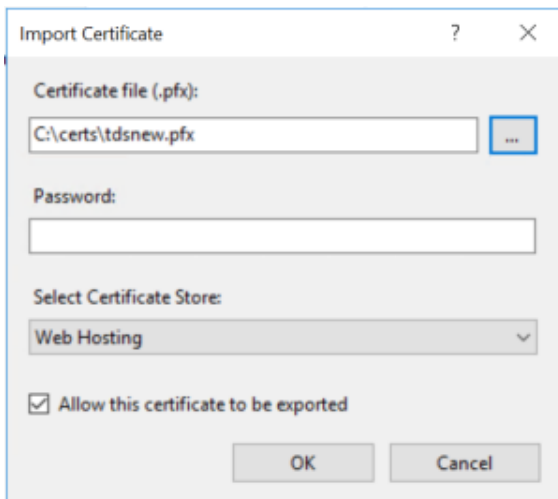 Import Certificate ?
Certificate file (.pfx):
C:\certs\tdsnew.pfx ...
Password:
Select Certificate Store:
Web Hosting
Allow this certificate to be exported
OK Cancel